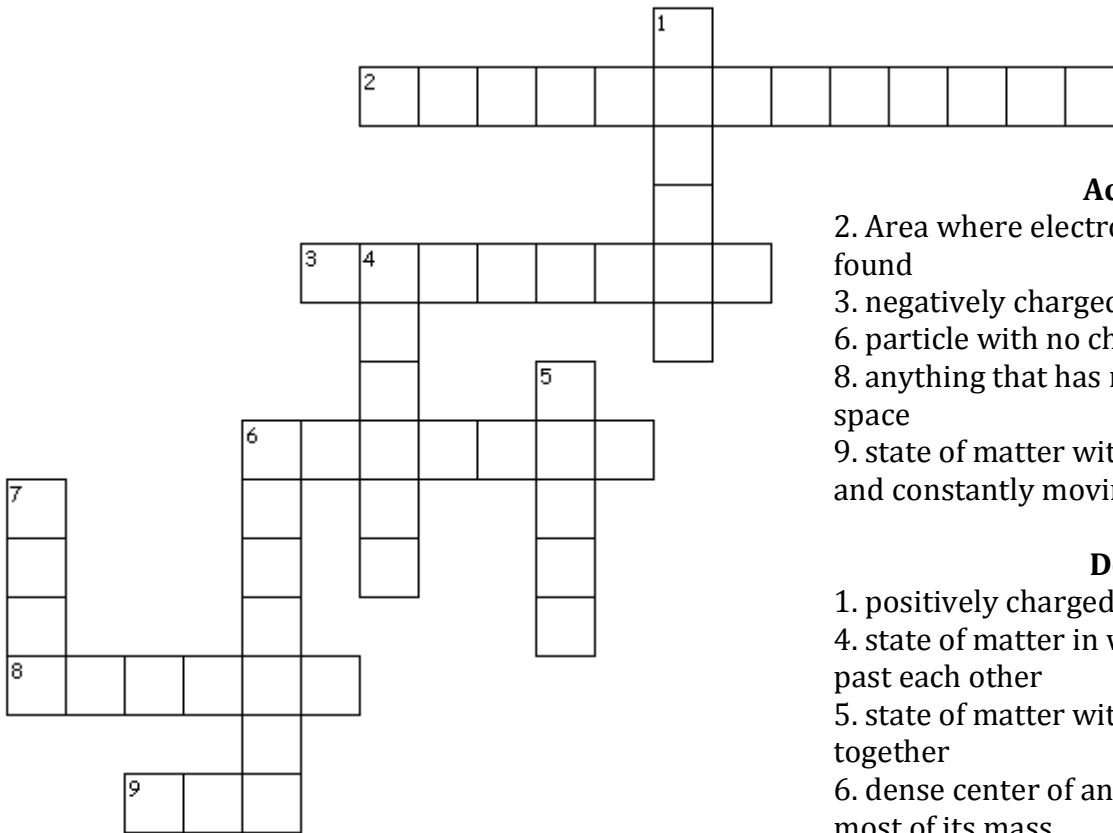 1
2
3 4
5
6
7
8
9
Ac
2. Area where electro
found
3. negatively charged
6. particle with no ch
8. anything that has
space
9. state of matter wit
and constantly movin
D
1. positively charged
4. state of matter in
past each other
5. state of matter wit
together
6. dense center of an
most of its mass